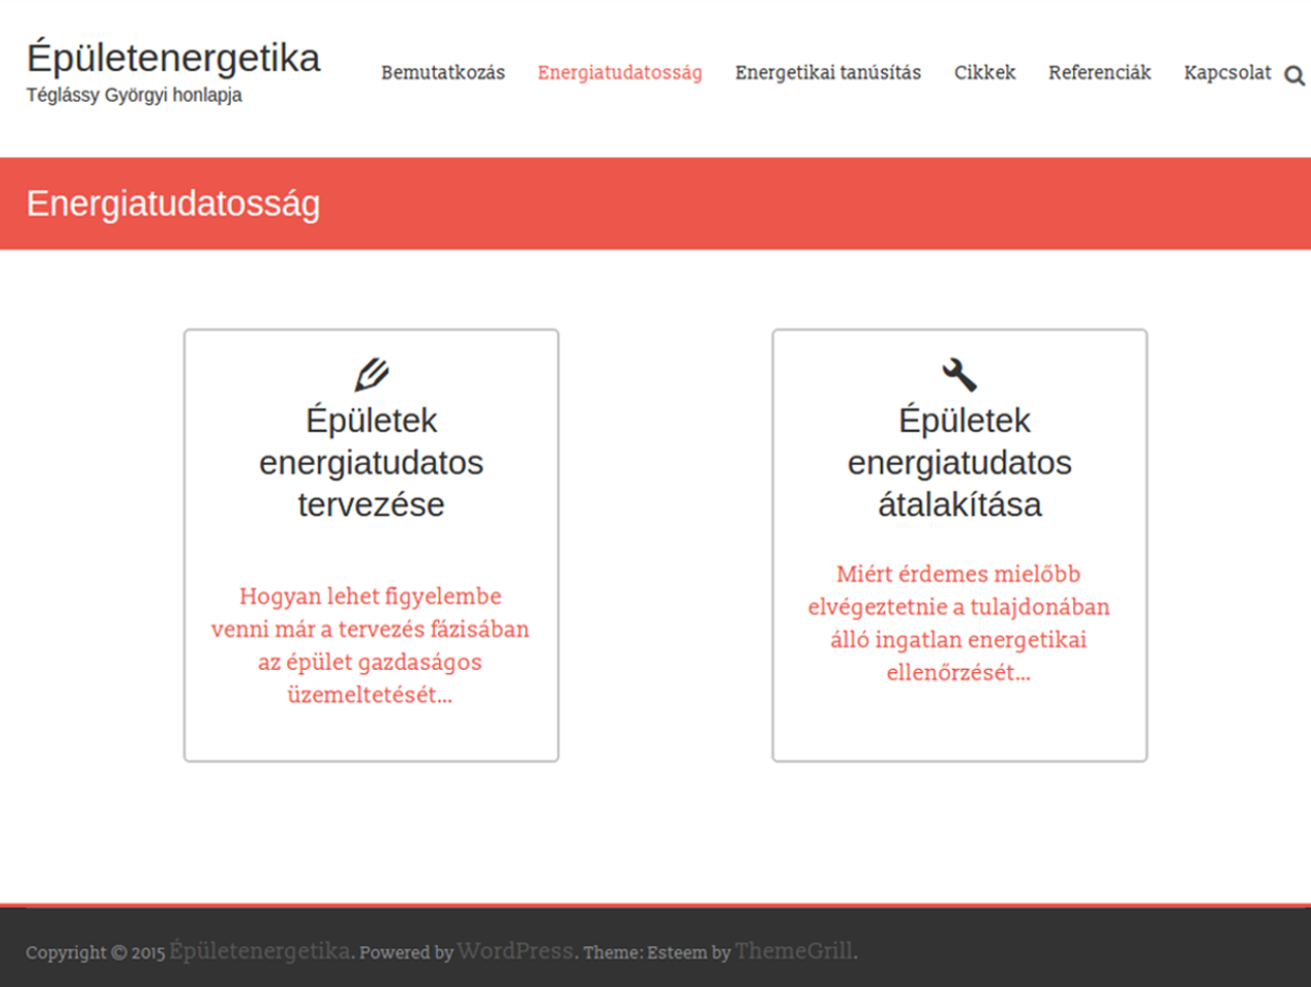 Épületenergetika
Téglássy Györgyi honlapja
Bemutatkozás Energiatudatosság Energetikai tanúsítás Cikkek Referenciák Kapcsolat
Energiatudatosság
Épületek
energiatudatos
tervezése
Hogyan lehet figyelembe
venni már a tervezés fázisában
az épület gazdaságos
üzemeltetését...
Épületek
energiatudatos
átalakítása
Miért érdemes mielőbb
elvégeztetnie a tulajdonában
álló ingatlan energetikai
ellenőrzését...
Copyright © 2015 Épületenergetika. Powered by WordPress. Theme: Esteem by ThemeGrill.